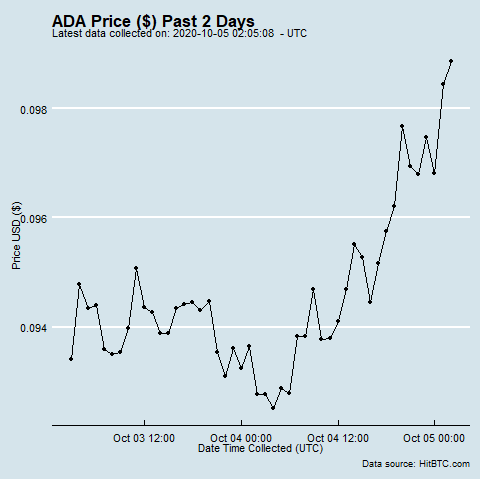 ADA Price ($) Past 2 Days
Latest data collected on: 2020-10-05 02:05:08  - UTC
0.098
0.096
0.094
Price USD ($)
Oct 03 12:00
Oct 04 00:00
Oct 04 12:00
Oct 05 00:00
Date Time Collected (UTC)
Data source: HitBTC.com